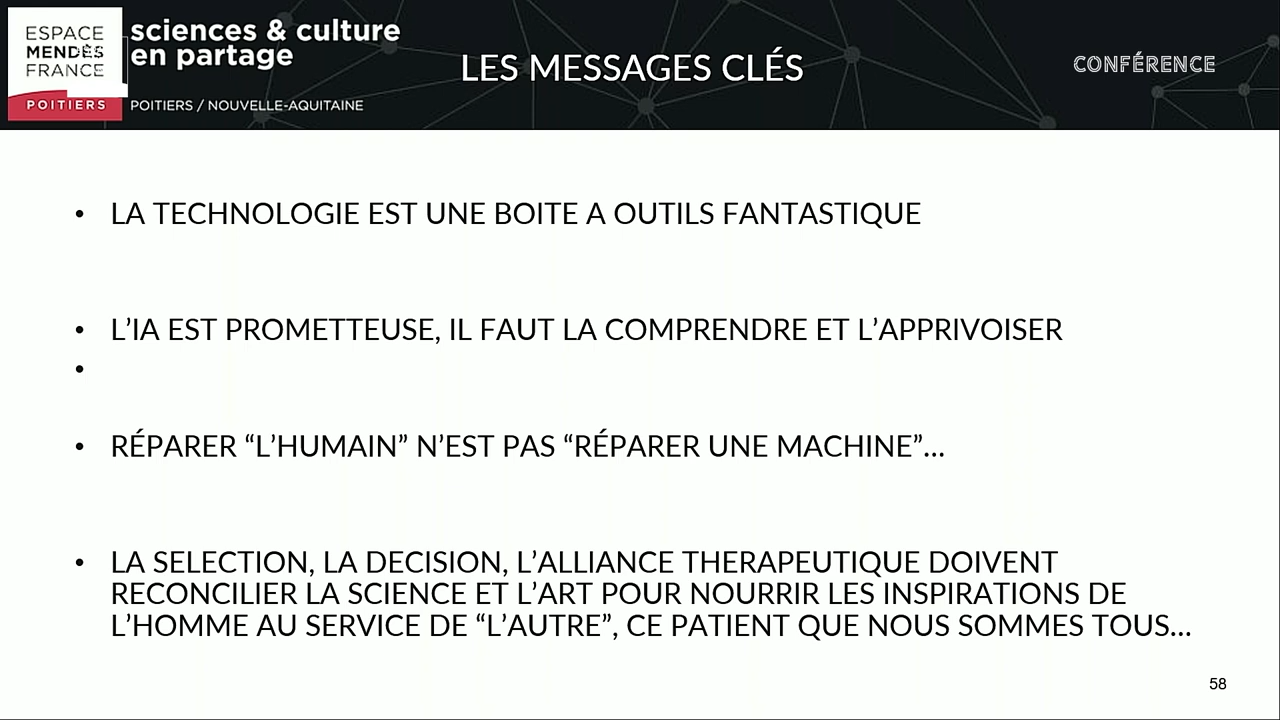 ESPACE
MENDÈS
FRANCE
POITIERS
sciences & culture
en partage
POITIERS / NOUVELLE-AQUITAINE
LES MESSAGES CLÉS
CONFÉRENCE
• LA TECHNOLOGIE EST UNE BOITE A OUTILS FANTASTIQUE
• L’IA EST PROMETTEUSE, IL FAUT LA COMPRENDRE ET L’APPRIVOISER
•
• RÉPARER “L’HUMAIN” N’EST PAS “RÉPARER UNE MACHINE”...
• LA SELECTION, LA DECISION, L’ALLIANCE THERAPEUTIQUE DOIVENT
RECONCILIER LA SCIENCE ET L’ART POUR NOURRIR LES INSPIRATIONS DE
L’HOMME AU SERVICE DE “L’AUTRE”, CE PATIENT QUE NOUS SOMMES TOUS...
58